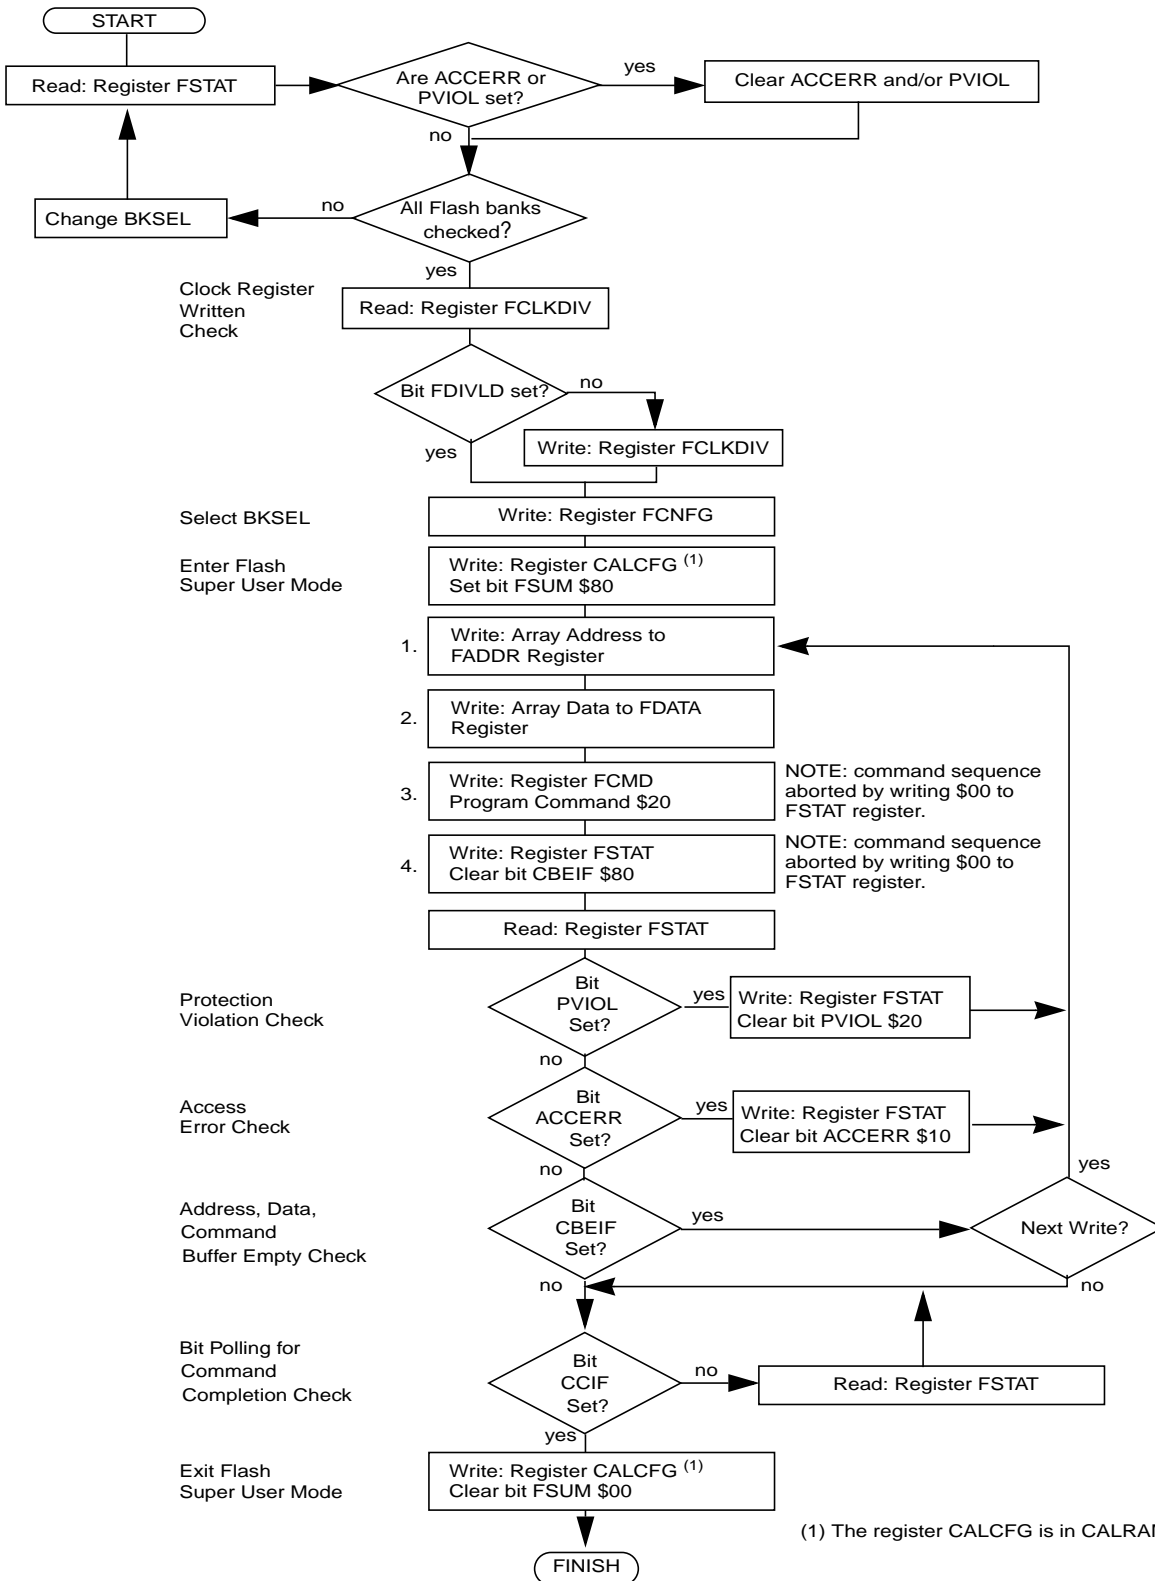 START
Read: Register FSTAT
Are ACCERR or
PVIOL set?
yes
Clear ACCERR and/or PVIOL
no
Change BKSEL
no
All Flash banks
checked?
yes
Clock Register
Written
Check
Read: Register FCLKDIV
Bit FDIVLD set?
no
yes
Write: Register FCLKDIV
Select BKSEL
Write: Register FCNFG
Enter Flash
Super User Mode
Write: Register CALCFG (1)
Set bit FSUM $80
1.
Write: Array Address to
FADDR Register
2.
Write: Array Data to FDATA
Register
3.
Write: Register FCMD
Program Command $20
NOTE: command sequence
aborted by writing $00 to
FSTAT register.
4.
Write: Register FSTAT
Clear bit CBEIF $80
NOTE: command sequence
aborted by writing $00 to
FSTAT register.
Read: Register FSTAT
Protection
Violation Check
Bit
PVIOL
Set?
yes
Write: Register FSTAT
Clear bit PVIOL $20
no
Access
Error Check
Bit
ACCERR
Set?
yes
Write: Register FSTAT
Clear bit ACCERR $10
no
yes
Address, Data,
Command
Buffer Empty Check
Bit
CBEIF
Set?
yes
Next Write?
no
no
Bit Polling for
Command
Completion Check
Bit
CCIF
Set?
no
Read: Register FSTAT
yes
Exit Flash
Super User Mode
Write: Register CALCFG (1)
Clear bit FSUM $00
(1) The register CALCFG is in CALRAM
FINISH